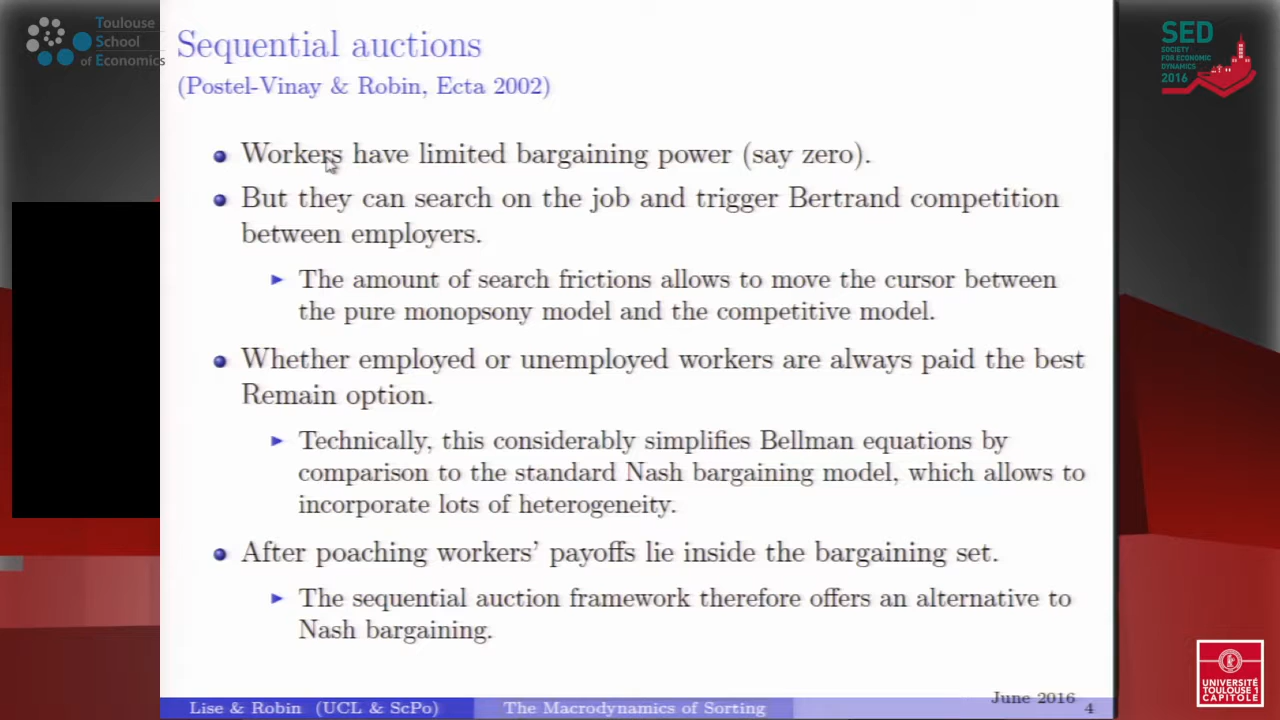 Toulouse
School
of Economics
Sequential auctions
(Postel-Vinay & Robin, Ecta 2002)
SED
SOCIETY
FOR ECONOMIC
DYNAMICS
2016
Workers have limited bargaining power (say zero).
But they can search on the job and trigger Bertrand competition
between employers.
The amount of search frictions allows to move the cursor between
the pure monopsony model and the competitive model.
Whether employed or unemployed workers are always paid the best
Remain option.
Technically, this considerably simplifies Bellman equations by
comparison to the standard Nash bargaining model, which allows to
incorporate lots of heterogeneity.
After poaching workers' payoffs lie inside the bargaining set.
The sequential auction framework therefore offers an alternative to
Nash bargaining.
UNIVERSITÉ
TOULOUSE 1
CAPITOLE
Lise & Robin (UCL & ScPo)
The Macrodynamics of Sorting
June 2016
4